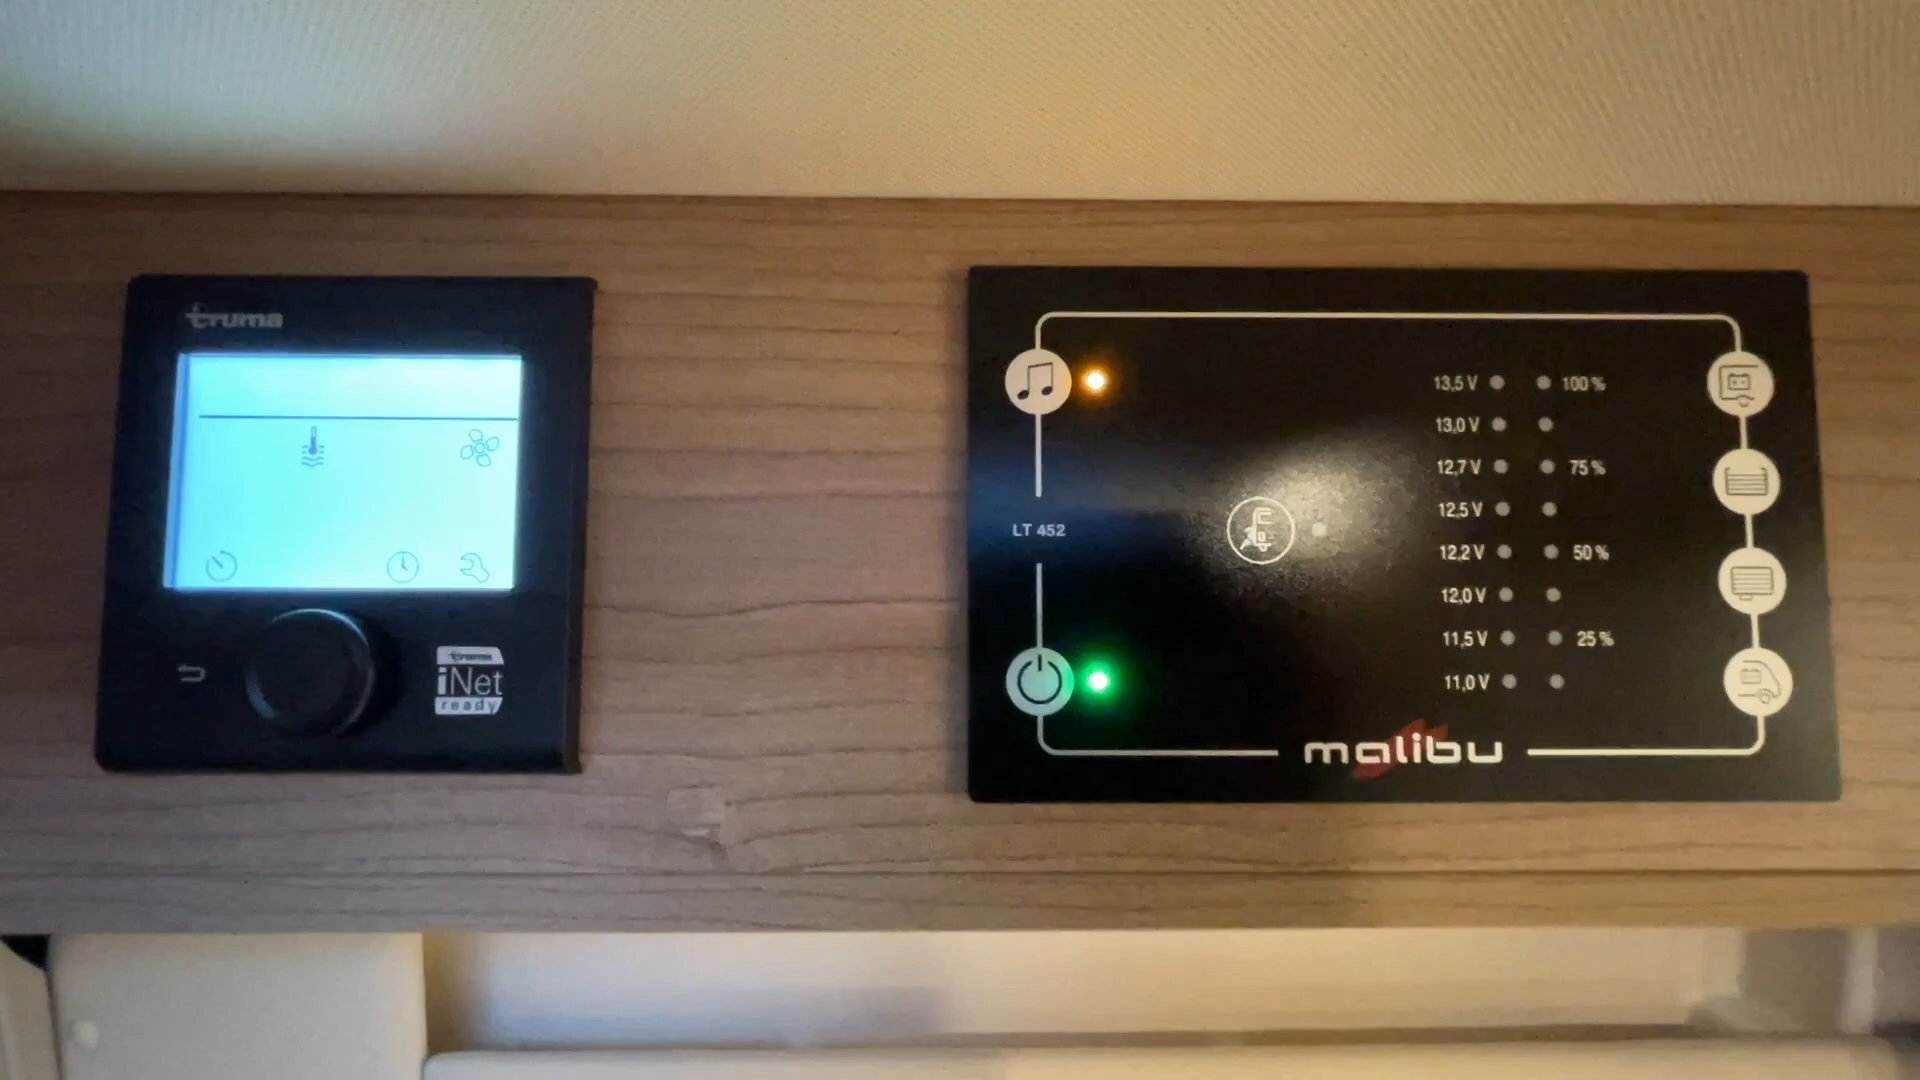 truma
truma
iNet
ready
LT 452
13,5 V
100 %
13,0 V
12,7 V
75 %
12,5 V
12,2 V
50 %
12,0 V
11,5 V
25 %
11,0 V
malibu